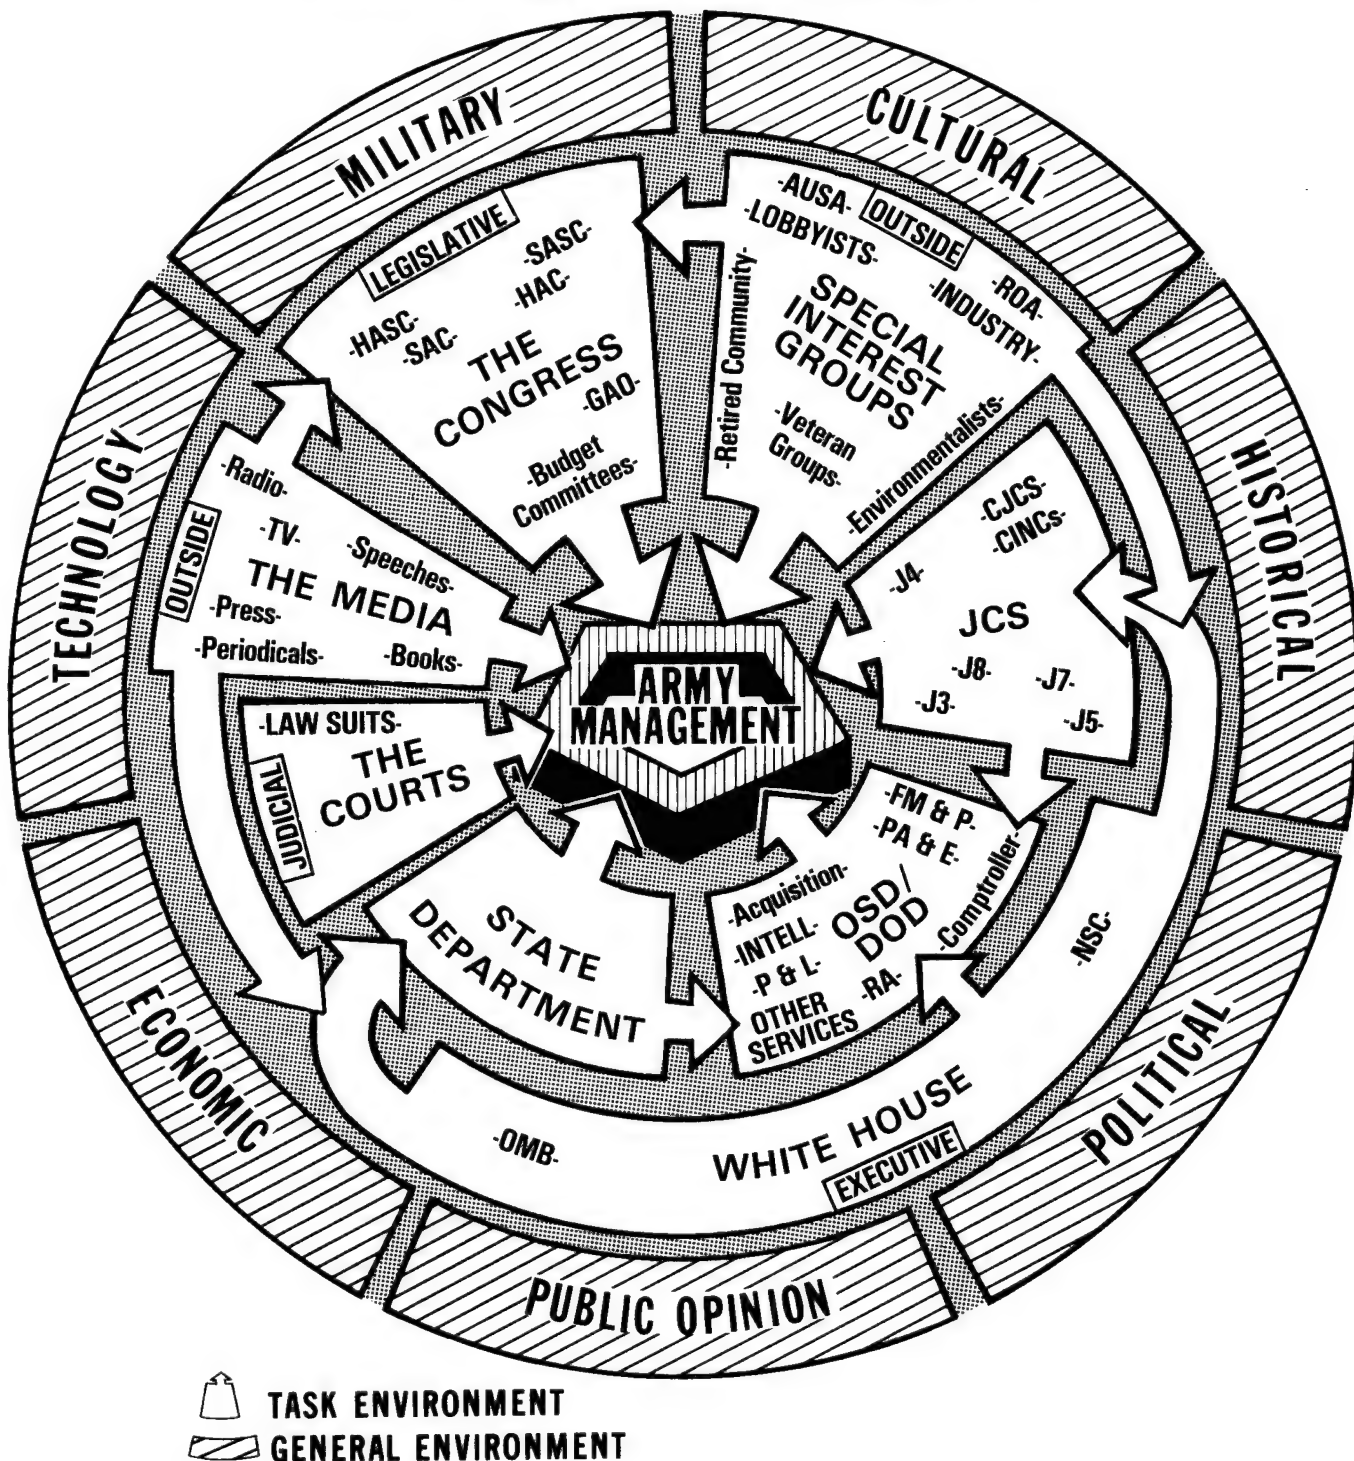 MILITARY
CULTURAL
HISTORICAL
POLITICAL
PUBLIC OPINION
ECONOMIC
TECHNOLOGY
LEGISLATIVE
-SASC-
-HAC-
-HASC-
-SAC-
THE
CONGRESS
-GAO-
-Budget
Committees-
-AUSA-
OUTSIDE
-LOBBYISTS-
-ROA-
-INDUSTRY-
SPECIAL
INTEREST
GROUPS
-Retired Community-
-Veteran
Groups-
-Environmentalists-
-CJCS-
-CINCs-
-J4-
JCS
-J8-
-J7-
-J3-
-J5-
-FM & P-
-PA & E-
-Comptroller-
OSD/
DOD
-Acquisition-
-INTELL-
-P & L-
-RA-
OTHER
SERVICES
-NSC-
WHITE HOUSE
EXECUTIVE
-OMB-
STATE
DEPARTMENT
-LAW SUITS-
THE
COURTS
JUDICIAL
-Radio-
OUTSIDE
-TV-
-Speeches-
THE MEDIA
-Press-
-Periodicals-
-Books-
ARMY
MANAGEMENT
TASK ENVIRONMENT
GENERAL ENVIRONMENT